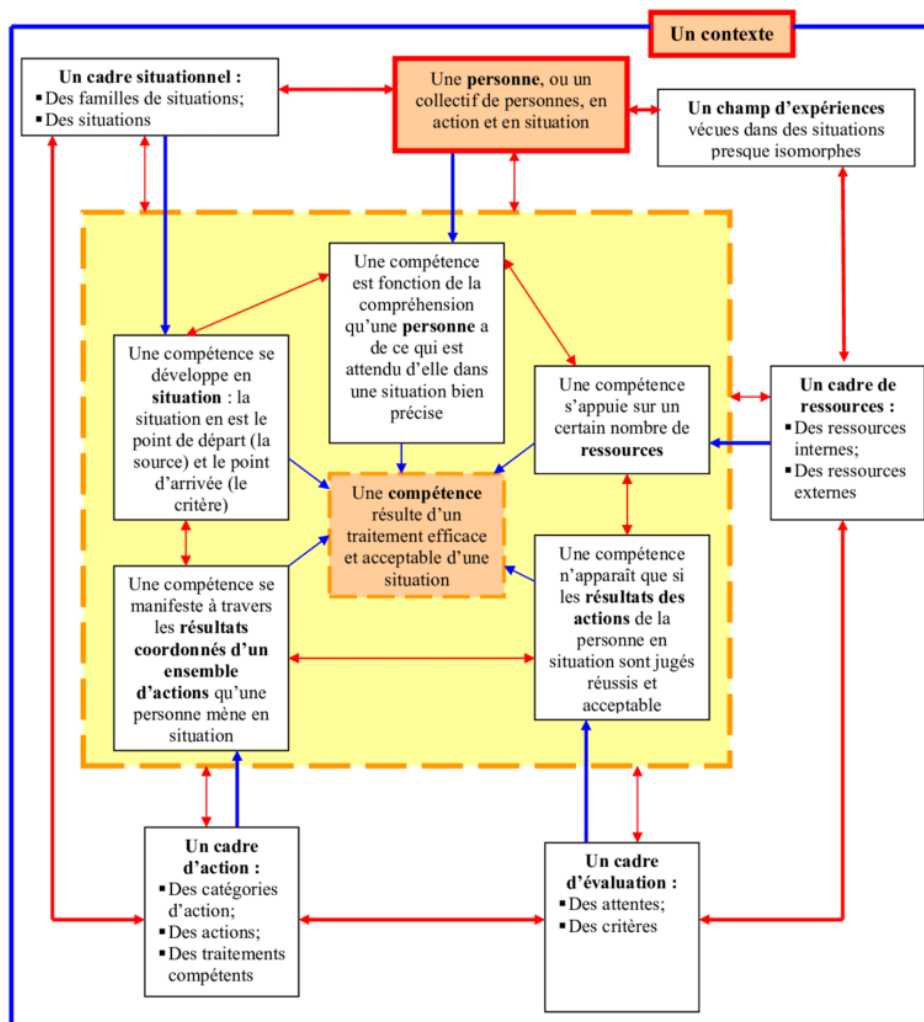 Un contexte
Un cadre situationnel :
▪ Des familles de situations;
▪ Des situations
Une personne, ou un
collectif de personnes, en
action et en situation
Un champ d’expériences
vécues dans des situations
presque isomorphes
Une compétence
est fonction de la
compréhension
qu’une personne a
de ce qui est
attendu d’elle dans
une situation bien
précise
Une compétence se
développe en
situation : la
situation en est le
point de départ (la
source) et le point
d’arrivée (le
critère)
Une compétence
s’appuie sur un
certain nombre de
ressources
Un cadre de
ressources :
▪ Des ressources
internes;
▪ Des ressources
externes
Une compétence
résulte d’un
traitement efficace
et acceptable d’une
situation
Une compétence se
manifeste à travers
les résultats
coordonnés d’un
ensemble
d’actions qu’une
personne mène en
situation
Une compétence
n’apparaît que si
les résultats des
actions de la
personne en
situation sont jugés
réussis et
acceptable
Un cadre
d’action :
▪ Des catégories
d’action;
▪ Des actions;
▪ Des traitements
compétents
Un cadre
d’évaluation :
▪ Des attentes;
▪ Des critères